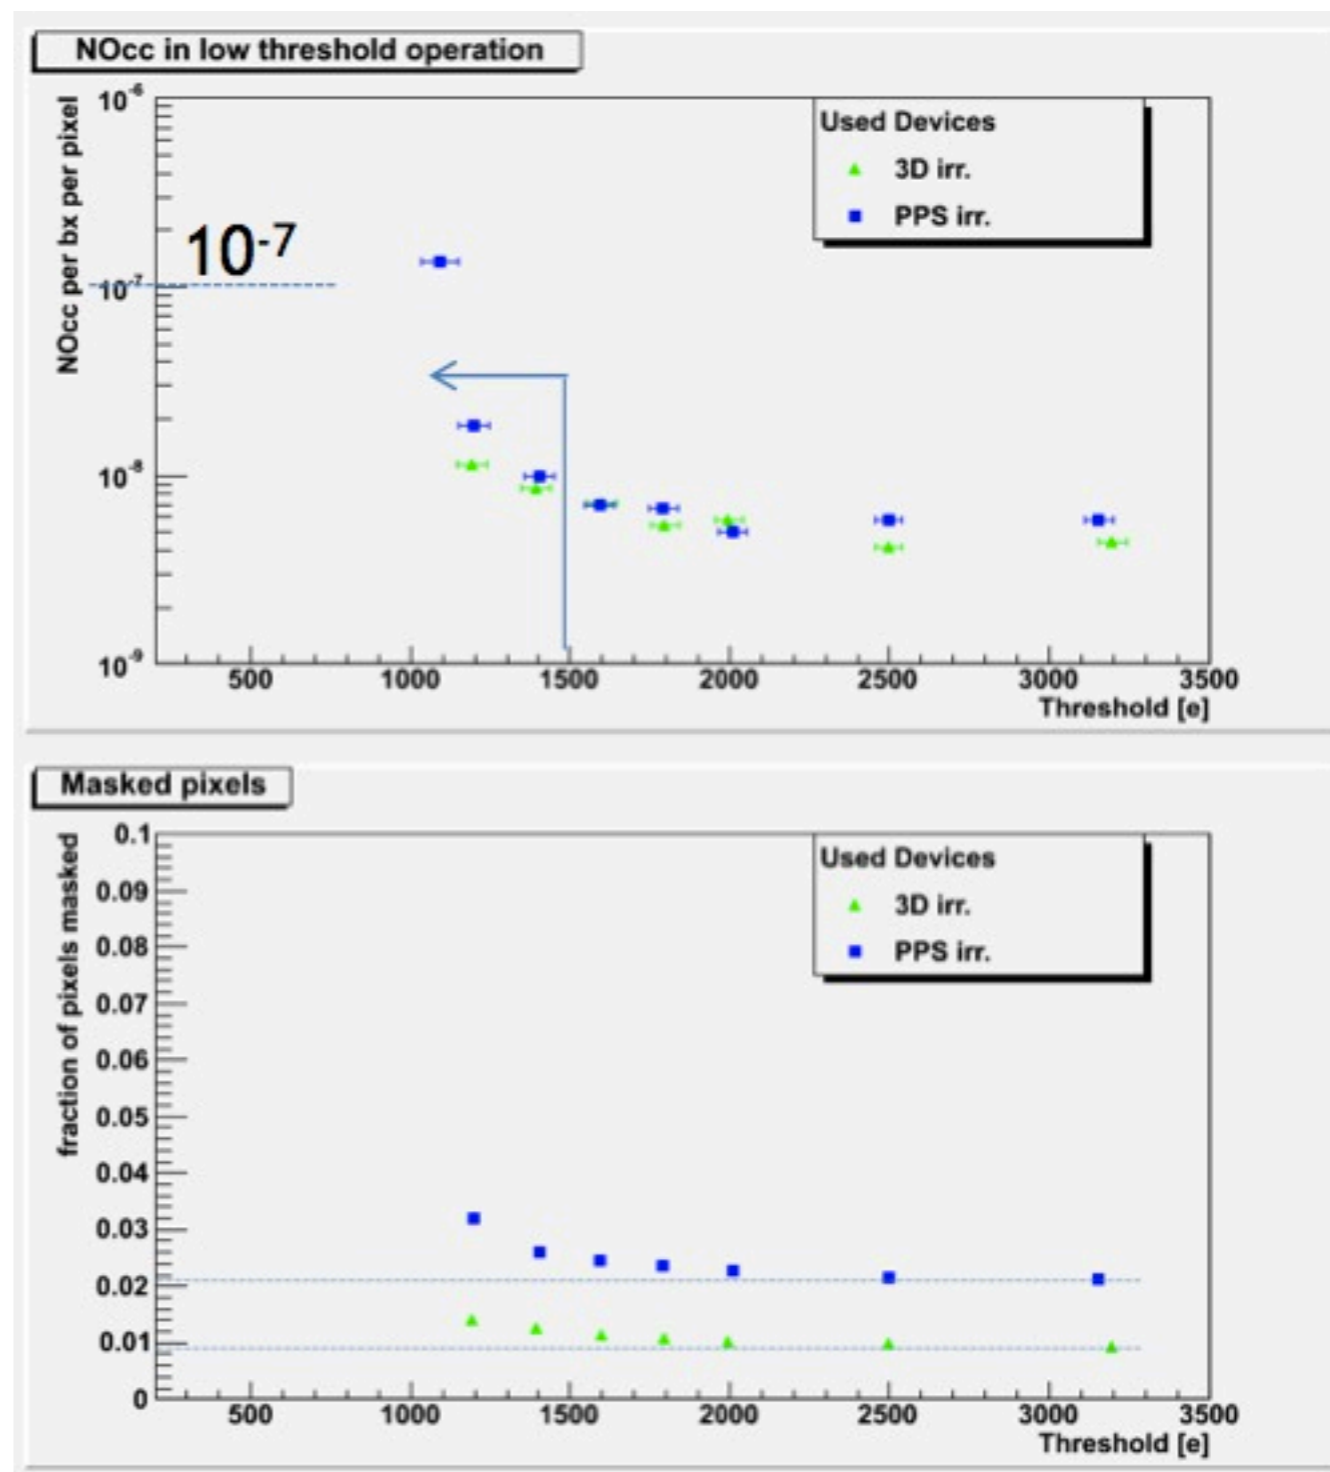 NOcc in low threshold operation
NOcc per bx per pixel
10^-6
10^-7
10^-8
10^-9
10^-7
Used Devices
3D irr.
PPS irr.
500 1000 1500 2000 2500 3000 3500
Threshold [e]
Masked pixels
fraction of pixels masked
0.1
0.09
0.08
0.07
0.06
0.05
0.04
0.03
0.02
0.01
0
Used Devices
3D irr.
PPS irr.
500 1000 1500 2000 2500 3000 3500
Threshold [e]